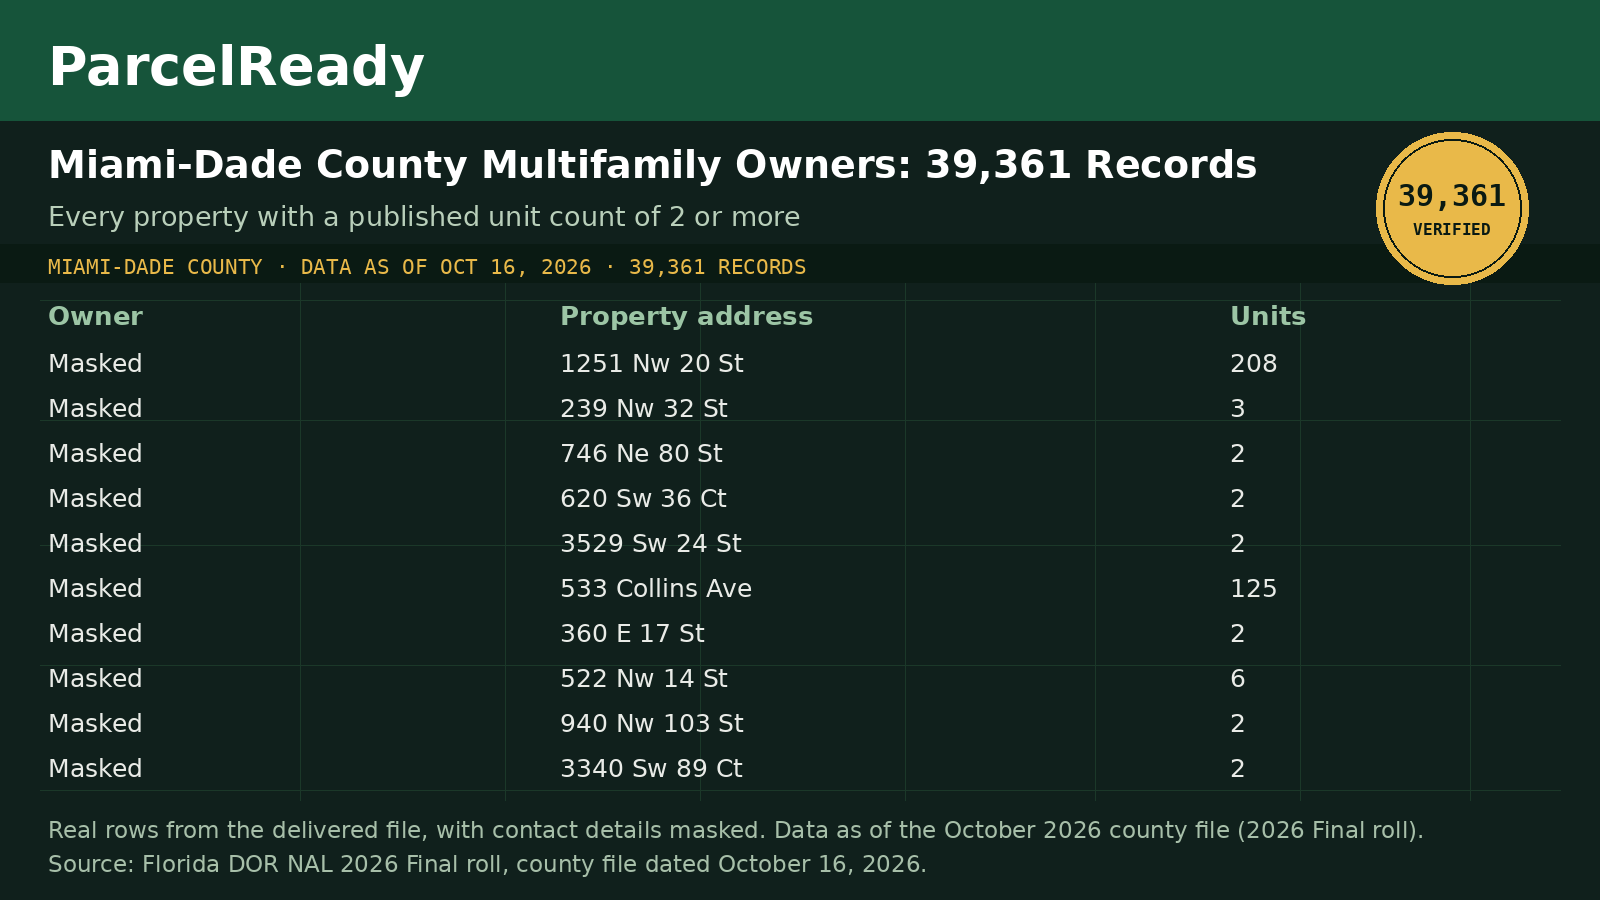 ParcelReady
Miami-Dade County Multifamily Owners: 39,361 Records
Every property with a published unit count of 2 or more
39,361
VERIFIED
MIAMI-DADE COUNTY · DATA AS OF OCT 16, 2026 · 39,361 RECORDS
Owner Property address Units
Masked 1251 Nw 20 St 208
Masked 239 Nw 32 St 3
Masked 746 Ne 80 St 2
Masked 620 Sw 36 Ct 2
Masked 3529 Sw 24 St 2
Masked 533 Collins Ave 125
Masked 360 E 17 St 2
Masked 522 Nw 14 St 6
Masked 940 Nw 103 St 2
Masked 3340 Sw 89 Ct 2
Real rows from the delivered file, with contact details masked. Data as of the October 2026 county file (2026 Final roll).
Source: Florida DOR NAL 2026 Final roll, county file dated October 16, 2026.